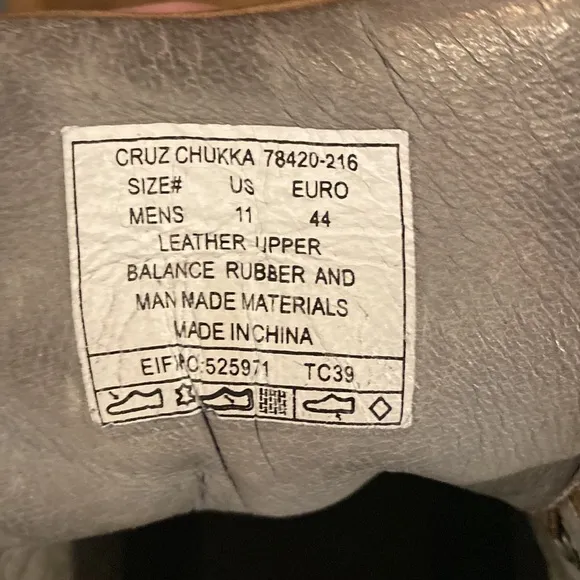 CRUZ CHUKKA 78420-216
SIZE# US EURO
MENS 11 44
LEATHER UPPER
BALANCE RUBBER AND
MAN MADE MATERIALS
MADE IN CHINA
525971 TC39